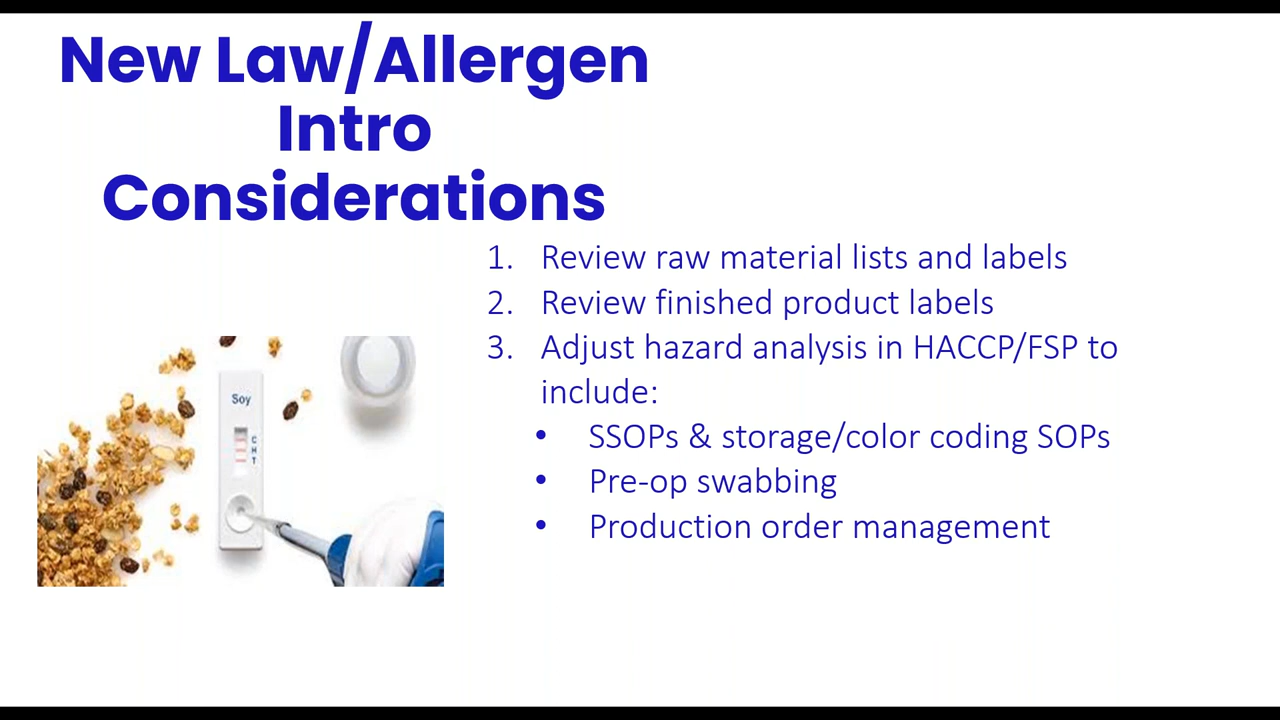 New Law/Allergen
Intro
Considerations
1. Review raw material lists and labels
2. Review finished product labels
3. Adjust hazard analysis in HACCP/FSP to
include:
• SSOPs & storage/color coding SOPs
• Pre-op swabbing
• Production order management
Soy
C
H
T